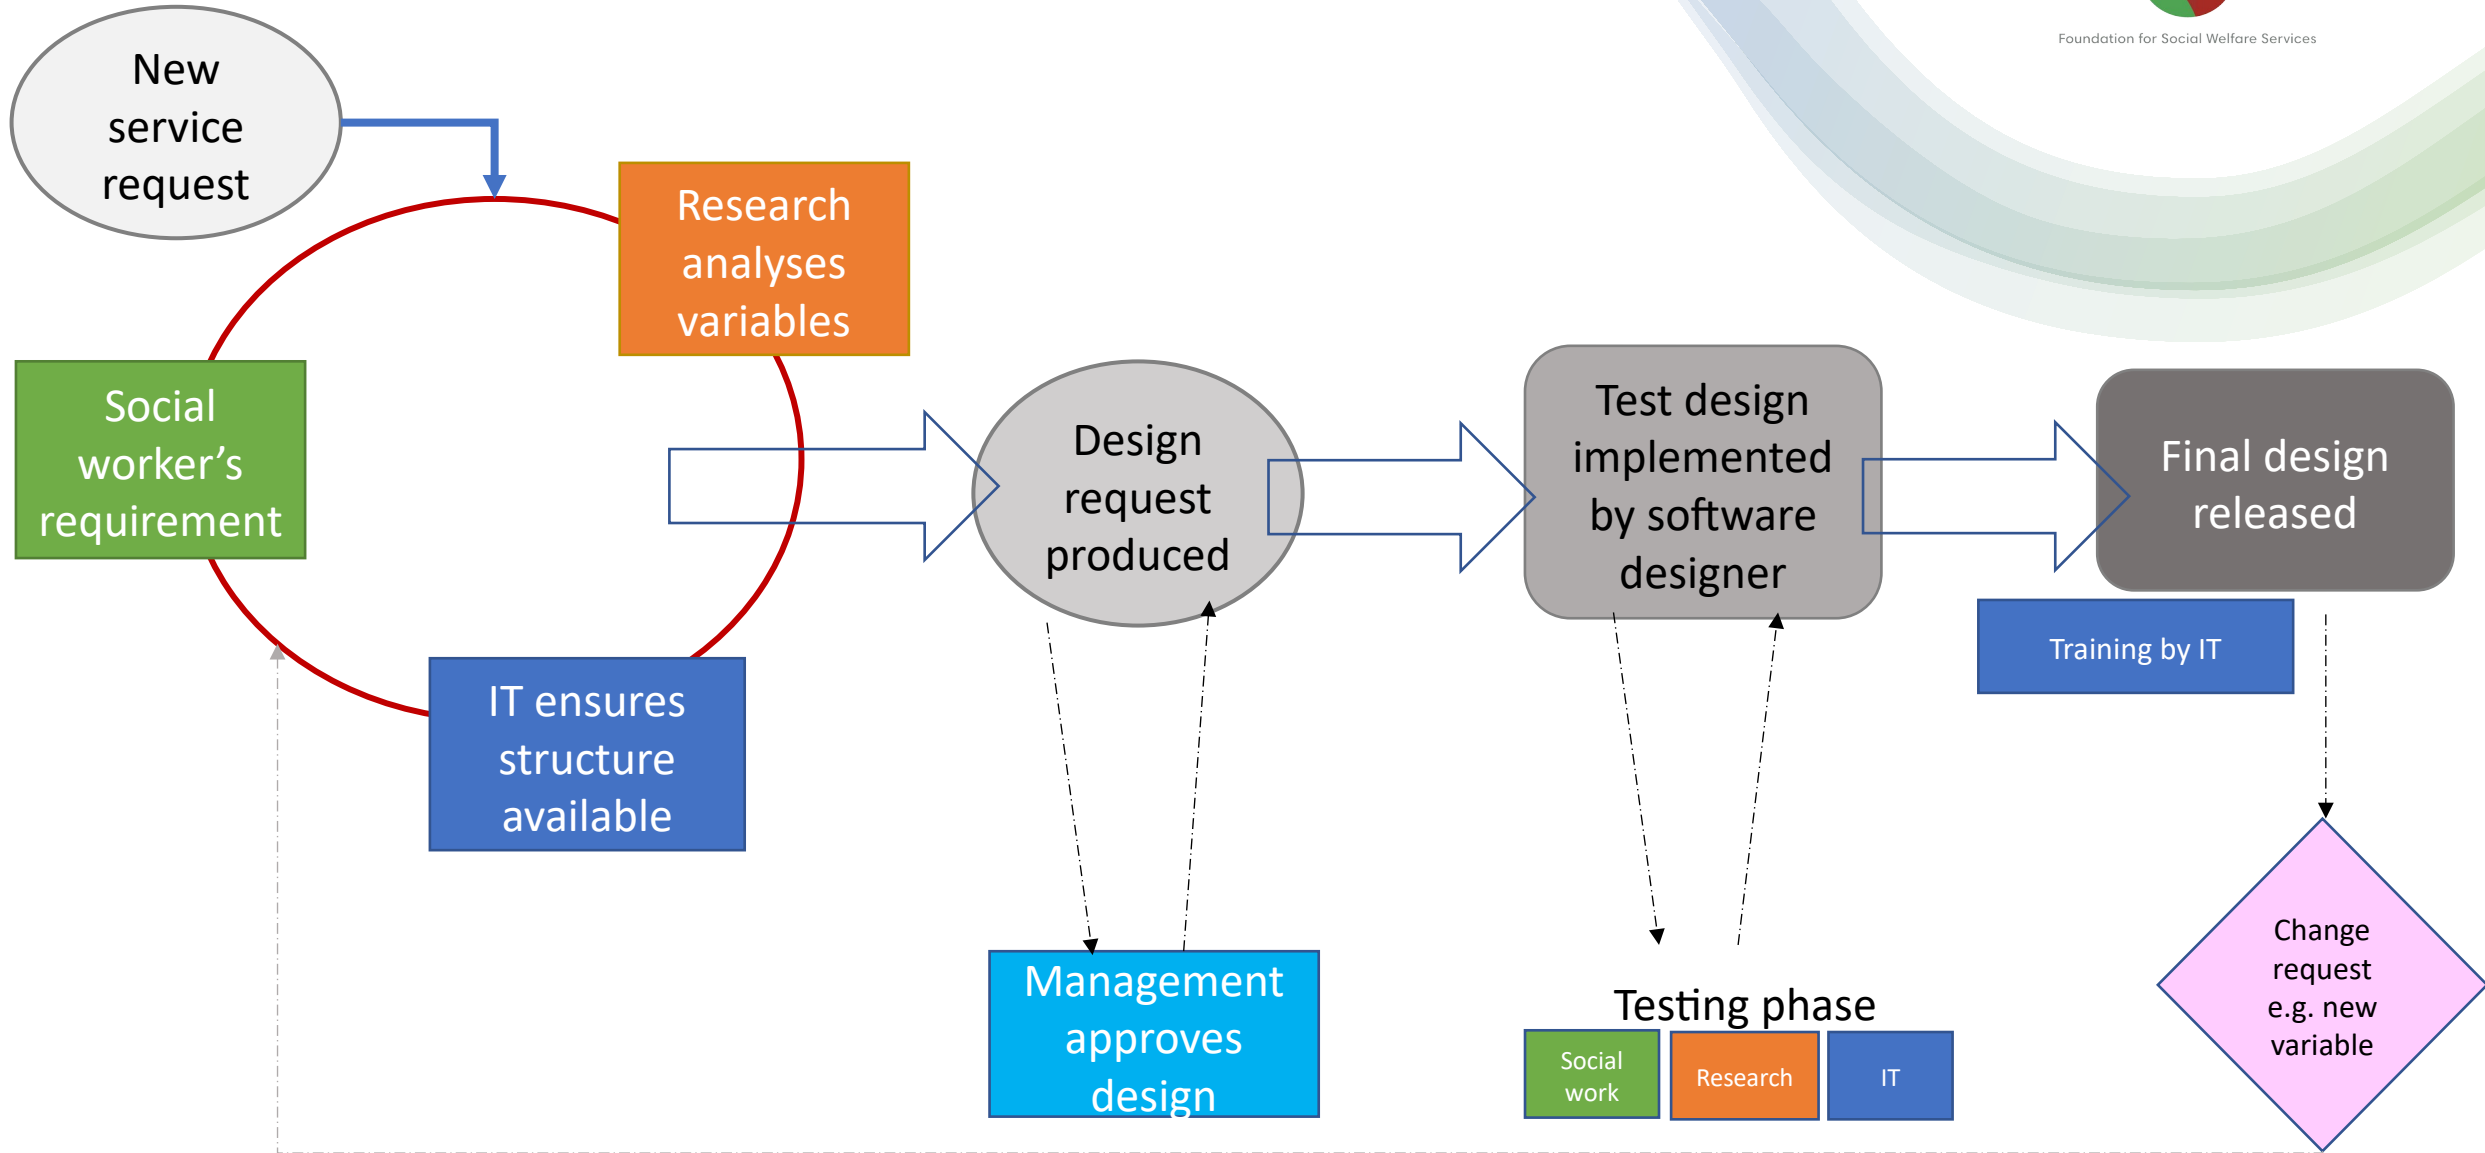 Foundation for Social Welfare Services
New
service
request
Research
analyses
variables
Social
worker’s
requirement
IT ensures
structure
available
Design
request
produced
Test design
implemented
by software
designer
Final design
released
Training by IT
Management
approves
design
Testing phase
Social
work
Research
IT
Change
request
e.g. new
variable